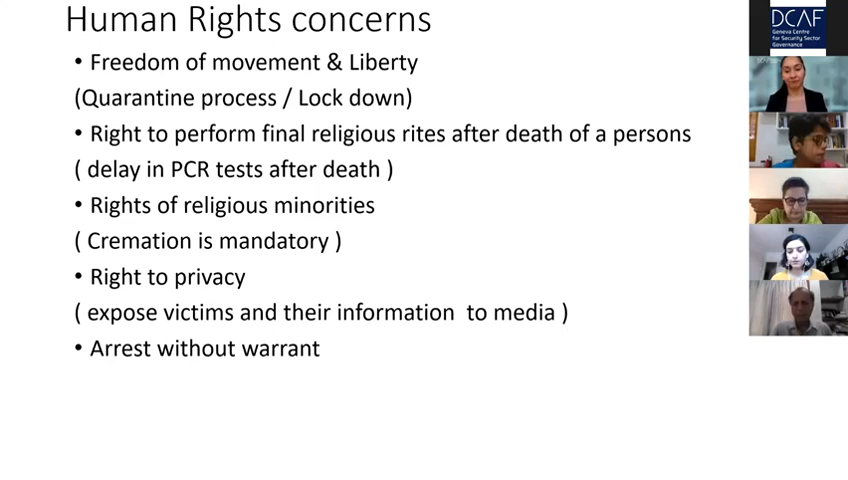 Human Rights concerns
• Freedom of movement & Liberty
(Quarantine process / Lock down)
• Right to perform final religious rites after death of a persons
( delay in PCR tests after death )
• Rights of religious minorities
( Cremation is mandatory )
• Right to privacy
( expose victims and their information  to media )
• Arrest without warrant
DCAF
Geneva Centre
for Security Sector
Governance